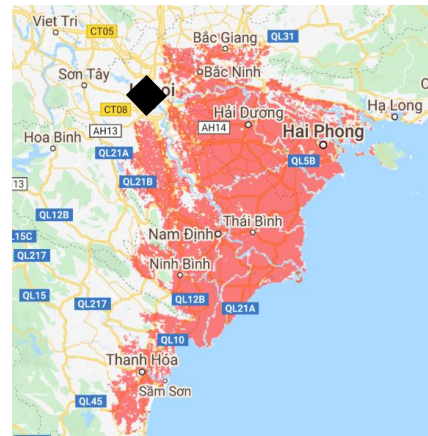 Viet Tri
CT05
Bắc Giang
QL31
Sơn Tây
Bắc Ninh
CT08
Hải Dương
Hạ Long
AH13
AH14
Hai Phong
Hoa Binh
QL21A
QL5B
13
QL21B
QL12B
Thái Bình
L15C
Nam Định
QL217
Ninh Bình
QL15
QL217
QL12B
QL21A
QL10
Thanh Hóa
Sầm Sơn
QL45